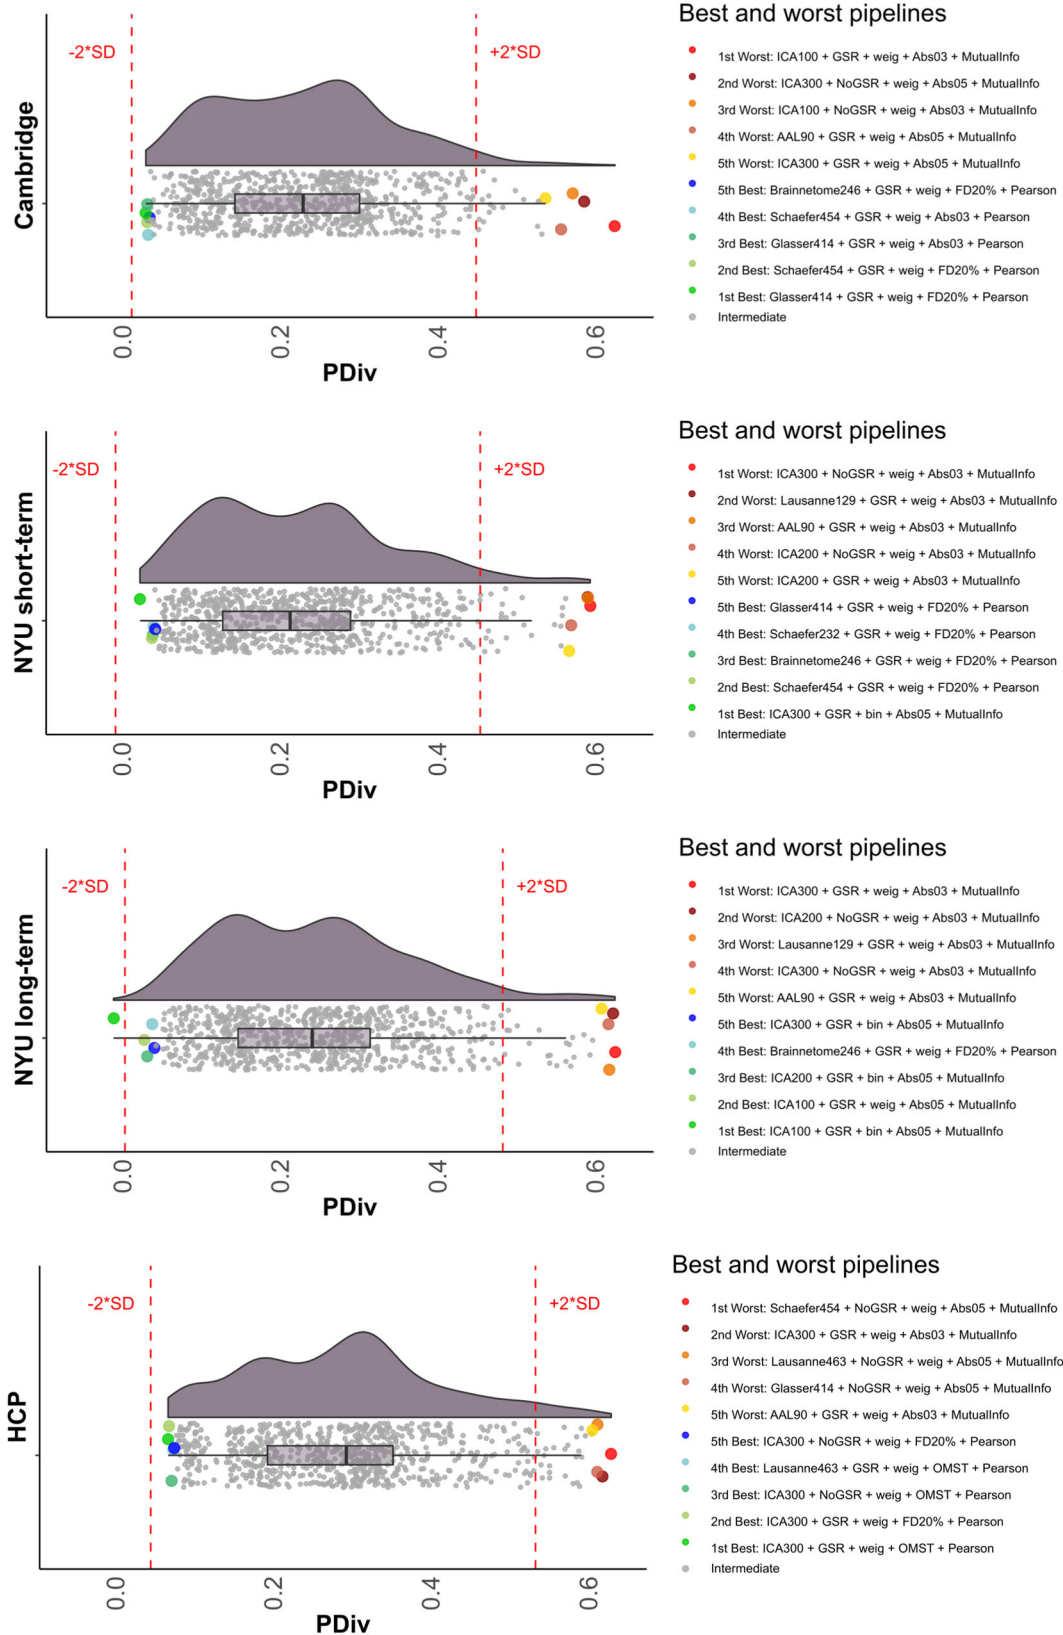 Cambridge
-2*SD
+2*SD
0.0
0.2
0.4
0.6
PDiv
Best and worst pipelines
1st Worst: ICA100 + GSR + weig + Abs03 + MutualInfo
2nd Worst: ICA300 + NoGSR + weig + Abs05 + MutualInfo
3rd Worst: ICA100 + NoGSR + weig + Abs03 + MutualInfo
4th Worst: AAL90 + GSR + weig + Abs05 + MutualInfo
5th Worst: ICA300 + GSR + weig + Abs05 + MutualInfo
5th Best: Brainnetome246 + GSR + weig + FD20% + Pearson
4th Best: Schaefer454 + GSR + weig + Abs03 + Pearson
3rd Best: Glasser414 + GSR + weig + Abs03 + Pearson
2nd Best: Schaefer454 + GSR + weig + FD20% + Pearson
1st Best: Glasser414 + GSR + weig + FD20% + Pearson
Intermediate
NYU short-term
-2*SD
+2*SD
0.0
0.2
0.4
0.6
PDiv
Best and worst pipelines
1st Worst: ICA300 + NoGSR + weig + Abs03 + MutualInfo
2nd Worst: Lausanne129 + GSR + weig + Abs03 + MutualInfo
3rd Worst: AAL90 + GSR + weig + Abs03 + MutualInfo
4th Worst: ICA200 + NoGSR + weig + Abs03 + MutualInfo
5th Worst: ICA200 + GSR + weig + Abs03 + MutualInfo
5th Best: Glasser414 + GSR + weig + FD20% + Pearson
4th Best: Schaefer232 + GSR + weig + FD20% + Pearson
3rd Best: Brainnetome246 + GSR + weig + FD20% + Pearson
2nd Best: Schaefer454 + GSR + weig + FD20% + Pearson
1st Best: ICA300 + GSR + bin + Abs05 + MutualInfo
Intermediate
NYU long-term
-2*SD
+2*SD
0.0
0.2
0.4
0.6
PDiv
Best and worst pipelines
1st Worst: ICA300 + GSR + weig + Abs03 + MutualInfo
2nd Worst: ICA200 + NoGSR + weig + Abs03 + MutualInfo
3rd Worst: Lausanne129 + GSR + weig + Abs03 + MutualInfo
4th Worst: ICA300 + NoGSR + weig + Abs03 + MutualInfo
5th Worst: AAL90 + GSR + weig + Abs03 + MutualInfo
5th Best: ICA300 + GSR + bin + Abs05 + MutualInfo
4th Best: Brainnetome246 + GSR + weig + FD20% + Pearson
3rd Best: ICA200 + GSR + bin + Abs05 + MutualInfo
2nd Best: ICA100 + GSR + weig + Abs05 + MutualInfo
1st Best: ICA100 + GSR + bin + Abs05 + MutualInfo
Intermediate
HCP
-2*SD
+2*SD
0.0
0.2
0.4
0.6
PDiv
Best and worst pipelines
1st Worst: Schaefer454 + NoGSR + weig + Abs05 + MutualInfo
2nd Worst: ICA300 + GSR + weig + Abs03 + MutualInfo
3rd Worst: Lausanne463 + NoGSR + weig + Abs05 + MutualInfo
4th Worst: Glasser414 + NoGSR + weig + Abs05 + MutualInfo
5th Worst: AAL90 + GSR + weig + Abs03 + MutualInfo
5th Best: ICA300 + NoGSR + weig + FD20% + Pearson
4th Best: Lausanne463 + GSR + weig + OMST + Pearson
3rd Best: ICA300 + NoGSR + weig + OMST + Pearson
2nd Best: ICA300 + GSR + weig + FD20% + Pearson
1st Best: ICA300 + GSR + weig + OMST + Pearson
Intermediate